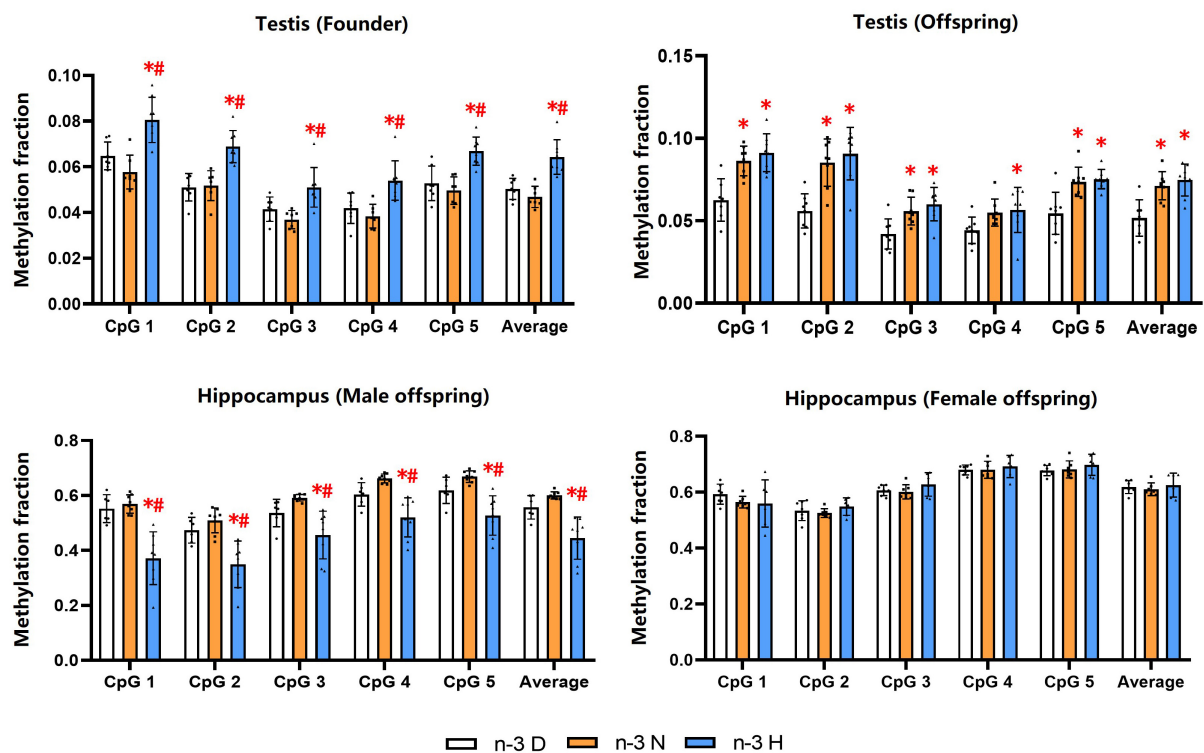 Testis (Founder)
Methylation fraction
0.10
0.08
0.06
0.04
0.02
0.00
*#
*#
*#
*#
*#
*#
CpG 1 CpG 2 CpG 3 CpG 4 CpG 5 Average
Testis (Offspring)
Methylation fraction
0.15
0.10
0.05
0.00
* *
* *
* *
*
* *
* *
CpG 1 CpG 2 CpG 3 CpG 4 CpG 5 Average
Hippocampus (Male offspring)
Methylation fraction
0.8
0.6
0.4
0.2
0.0
*#
*#
*#
*#
*#
*#
CpG 1 CpG 2 CpG 3 CpG 4 CpG 5 Average
Hippocampus (Female offspring)
Methylation fraction
0.8
0.6
0.4
0.2
0.0
CpG 1 CpG 2 CpG 3 CpG 4 CpG 5 Average
n-3 D n-3 N n-3 H